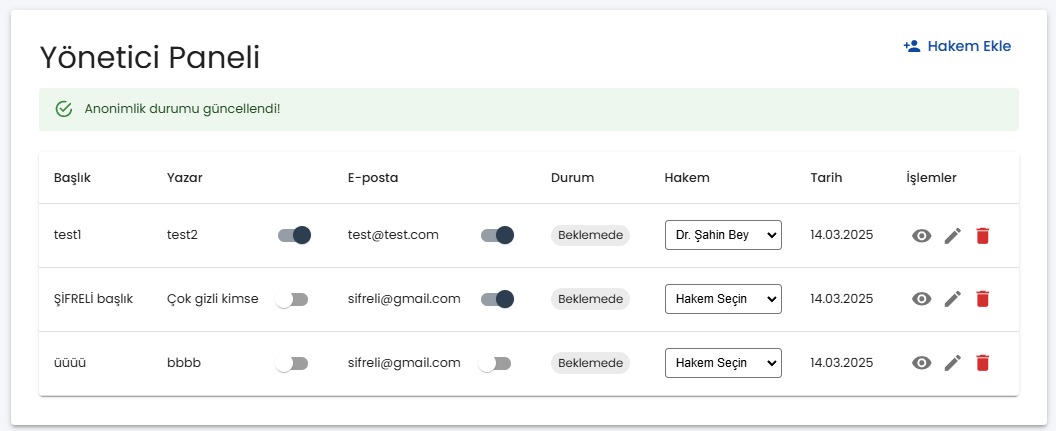 Yönetici Paneli
Hakem Ekle
Anonimlik durumu güncellendi!
Başlık Yazar E-posta Durum Hakem Tarih İşlemler
test1 test2 test@test.com Beklemede Dr. Şahin Bey 14.03.2025
ŞİFRELİ başlık Çok gizli kimse sifreli@gmail.com Beklemede Hakem Seçin 14.03.2025
üüüü bbbb sifreli@gmail.com Beklemede Hakem Seçin 14.03.2025